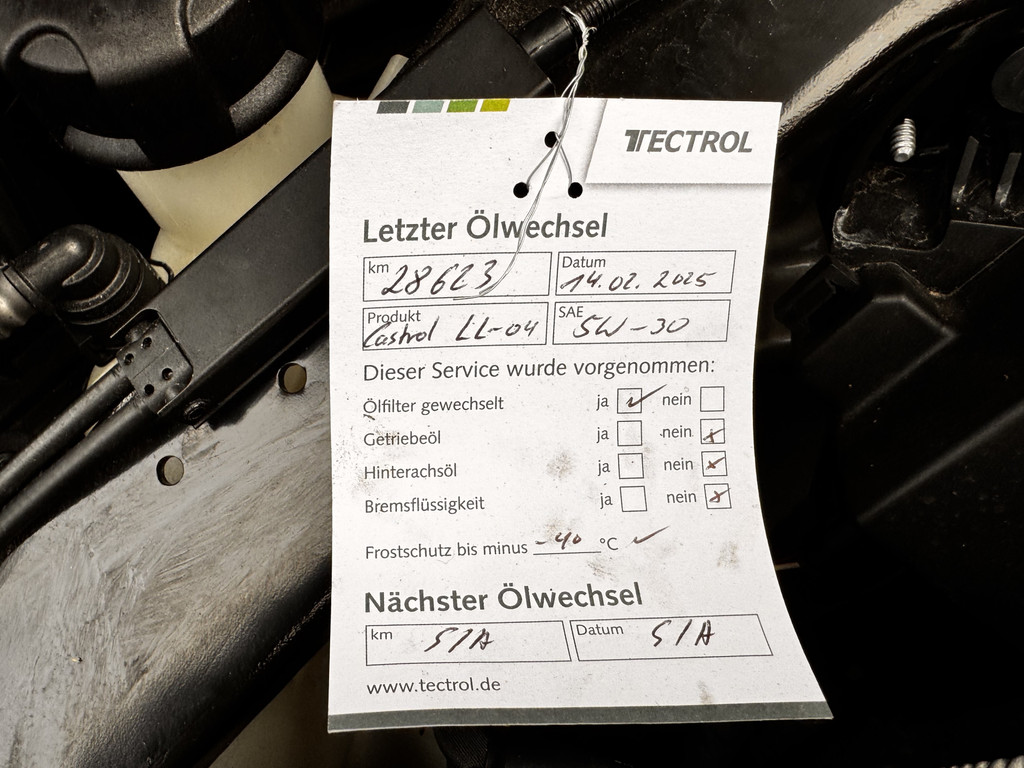 TECTROL
Letzter Ölwechsel
km 28623 Datum 14.02.2025
Produkt Castrol LL-04 SAE 5W-30
Dieser Service wurde vorgenommen:
Ölfilter gewechselt ja nein
Getriebeöl ja nein
Hinterachsöl ja nein
Bremsflüssigkeit ja nein
Frostschutz bis minus -40 °C
Nächster Ölwechsel
km S/A Datum S/A
www.tectrol.de